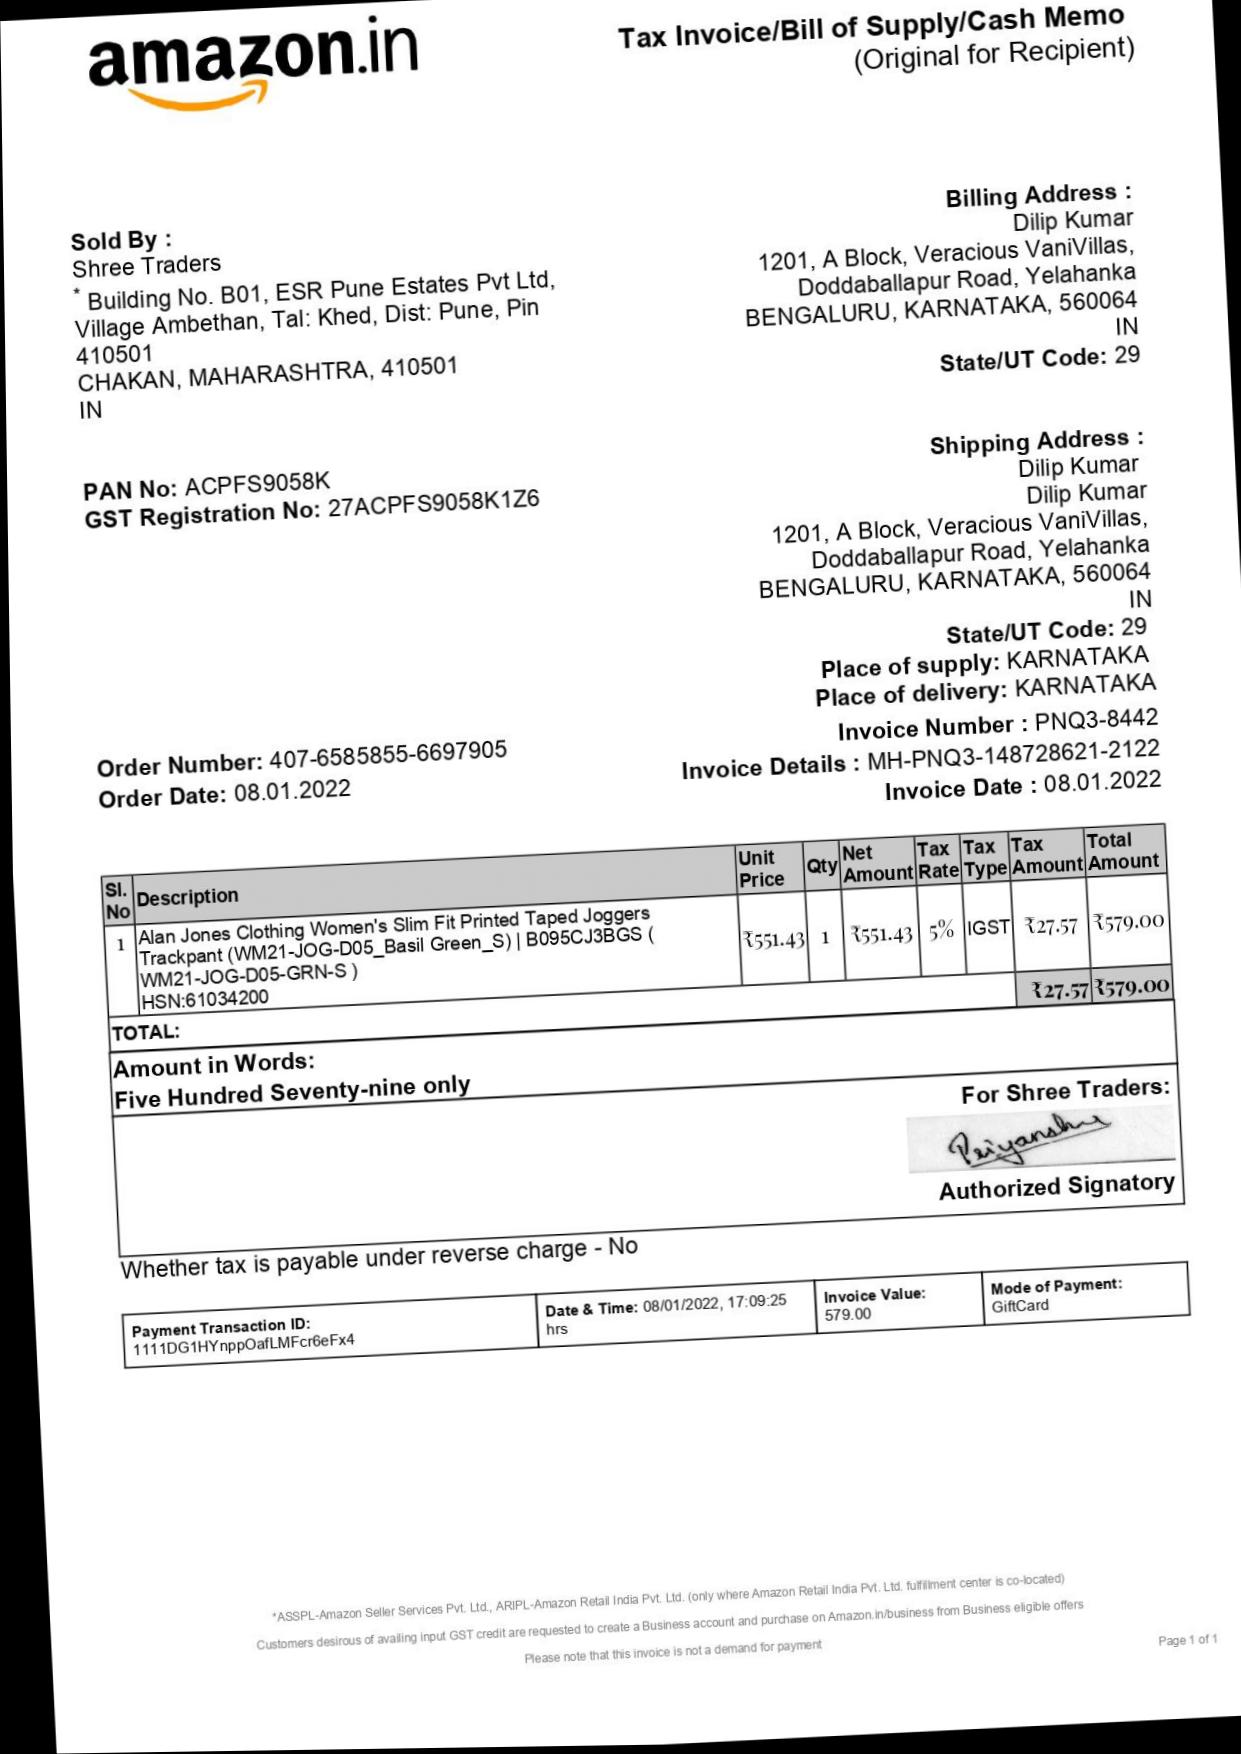 amazon.in
Tax Invoice/Bill of Supply/Cash Memo
(Original for Recipient)
Sold By :
Shree Traders
* Building No. B01, ESR Pune Estates Pvt Ltd,
Village Ambethan, Tal: Khed, Dist: Pune, Pin
410501
CHAKAN, MAHARASHTRA, 410501
IN
Billing Address :
Dilip Kumar
1201, A Block, Veracious VaniVillas,
Doddaballapur Road, Yelahanka
BENGALURU, KARNATAKA, 560064
IN
State/UT Code: 29
PAN No: ACPFS9058K
GST Registration No: 27ACPFS9058K1Z6
Shipping Address :
Dilip Kumar
Dilip Kumar
1201, A Block, Veracious VaniVillas,
Doddaballapur Road, Yelahanka
BENGALURU, KARNATAKA, 560064
IN
State/UT Code: 29
Place of supply: KARNATAKA
Place of delivery: KARNATAKA
Order Number: 407-6585855-6697905
Order Date: 08.01.2022
Invoice Number : PNQ3-8442
Invoice Details : MH-PNQ3-148728621-2122
Invoice Date : 08.01.2022
Sl. No Description Unit Price Qty Net Amount Tax Rate Tax Type Tax Amount Total Amount
1 Alan Jones Clothing Women's Slim Fit Printed Taped Joggers ₹551.43 1 ₹551.43 5% IGST ₹27.57 ₹579.00
Trackpant (WM21-JOG-D05_Basil Green_S) | B095CJ3BGS (
WM21-JOG-D05-GRN-S )
HSN:61034200
TOTAL: ₹27.57 ₹579.00
Amount in Words:
Five Hundred Seventy-nine only
For Shree Traders:
Priyanshu
Authorized Signatory
Whether tax is payable under reverse charge - No
Payment Transaction ID:
1111DG1HYnppOafLMFcr6eFx4
Date & Time: 08/01/2022, 17:09:25
hrs
Invoice Value:
579.00
Mode of Payment:
GiftCard
*ASSPL-Amazon Seller Services Pvt. Ltd., ARIPL-Amazon Retail India Pvt. Ltd. (only where Amazon Retail India Pvt. Ltd. fulfillment center is co-located)
Customers desirous of availing input GST credit are requested to create a Business account and purchase on Amazon.in/business from Business eligible offers
Please note that this invoice is not a demand for payment
Page 1 of 1